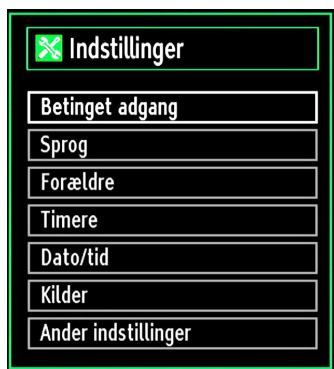 Indstillinger
Betinget adgang
Sprog
Forældre
Timere
Dato/tid
Kilder
Ander indstillinger